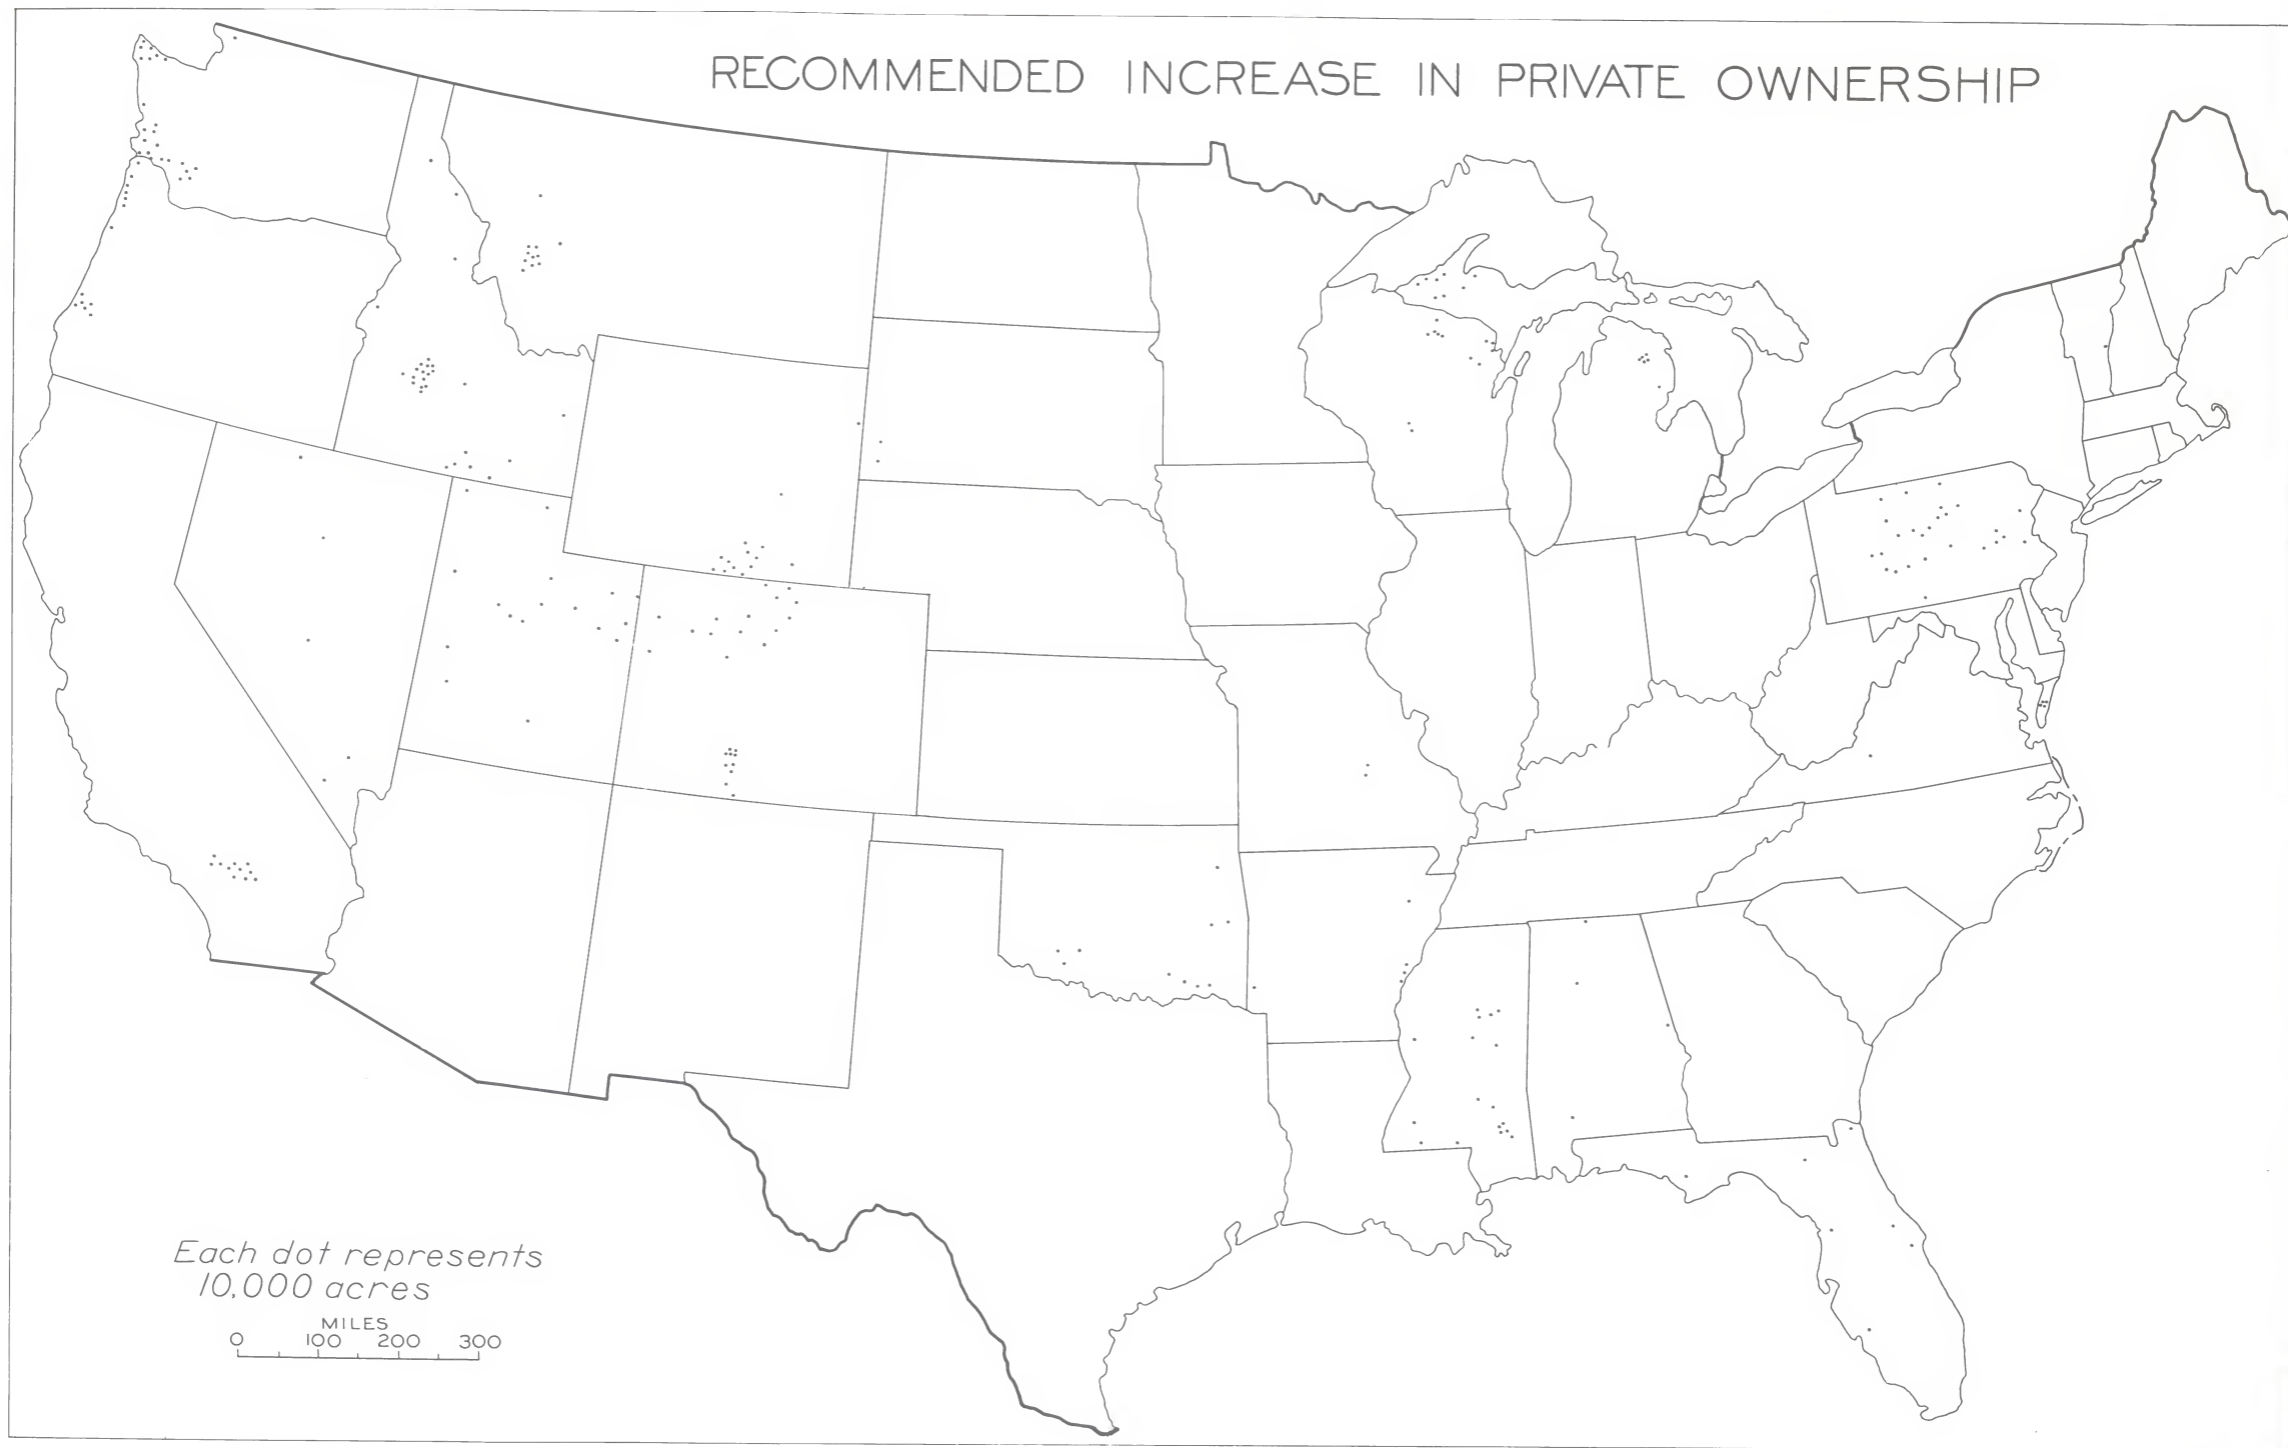 RECOMMENDED INCREASE IN PRIVATE OWNERSHIP
Each dot represents
10,000 acres
MILES
0 100 200 300